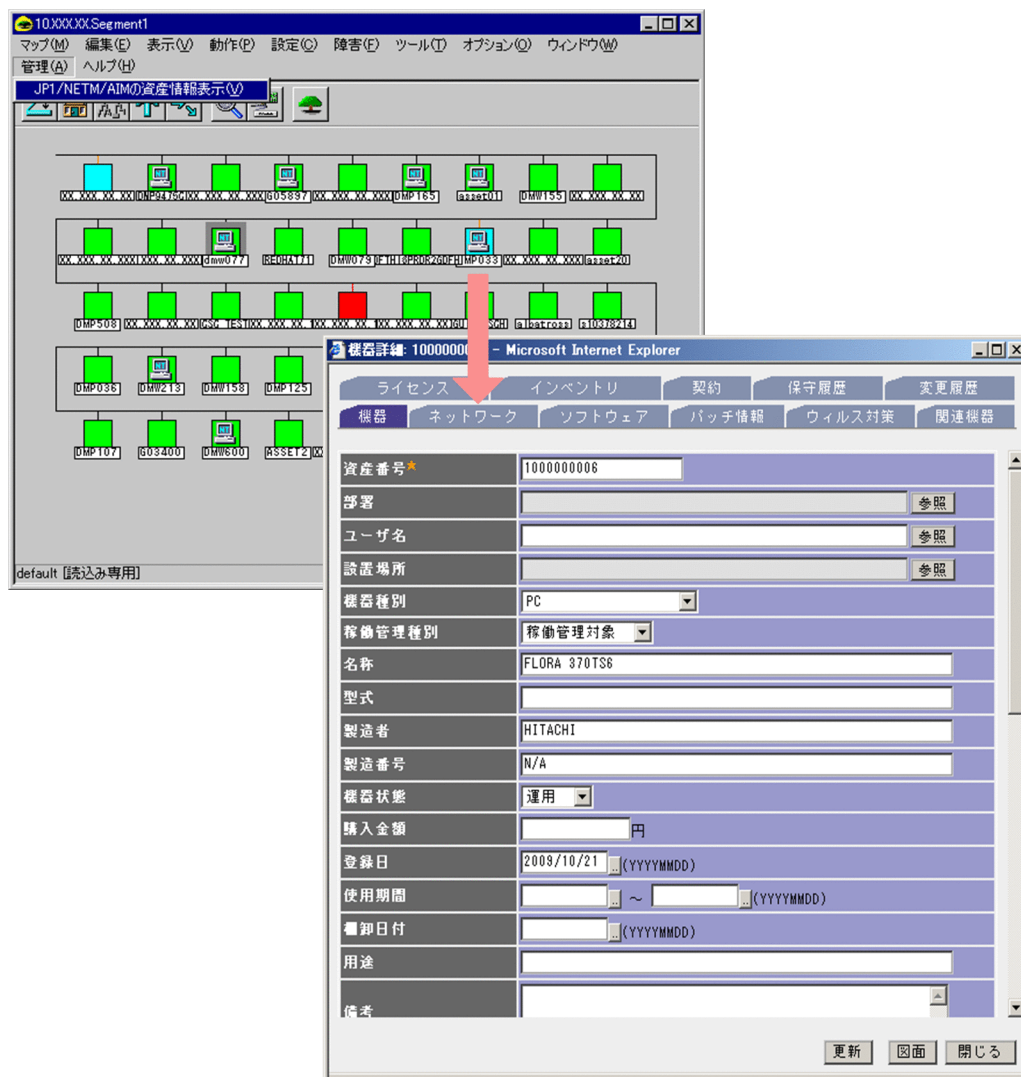 10.XXX.XX.Segment1
マップ(M) 編集(E) 表示(V) 動作(P) 設定(C) 障害(F) ツール(T) オプション(O) ウィンドウ(W)
管理(A) ヘルプ(H)
JP1/NETM/AIMの資産情報表示(V)
G05897 DMP165 asset01 DMW155 XX.XXX.XX.XX
dmw077 REDHAT71 DMW079 MP033 asset20
DMP508 albatross s10378214
DMP036 DMW213 DMW158 DMP125
DMP107 G03400 DMW600 ASSET2
default [読込み専用]
機器詳細: 100000000 - Microsoft Internet Explorer
ライセンス インベントリ 契約 保守履歴 変更履歴
機器 ネットワーク ソフトウェア パッチ情報 ウィルス対策 関連機器
資産番号★ 1000000006
部署 参照
ユーザ名 参照
設置場所 参照
機器種別 PC
稼働管理種別 稼働管理対象
名称 FLORA 370TS6
型式
製造者 HITACHI
製造番号 N/A
機器状態 運用
購入金額 円
登録日 2009/10/21 ..(YYYYMMDD)
使用期間 .. ～ ..(YYYYMMDD)
棚卸日付 ..(YYYYMMDD)
用途
備考
更新 図面 閉じる